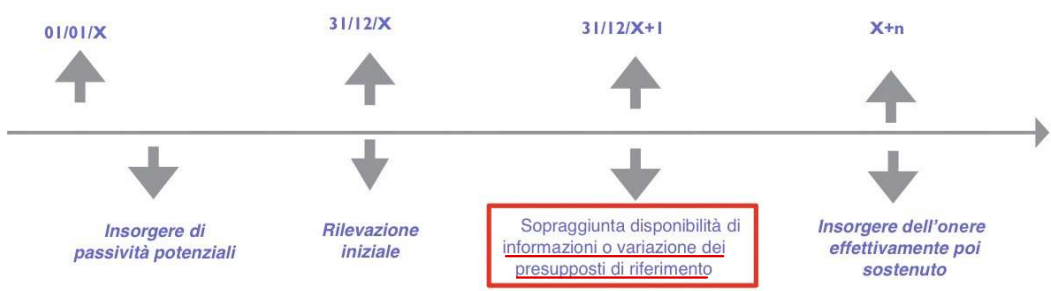 01/01/X
31/12/X
31/12/X+1
X+n
Insorgere di
passività potenziali
Rilevazione
iniziale
Sopraggiunta disponibilità di
informazioni o variazione dei
presupposti di riferimento
Insorgere dell'onere
effettivamente poi
sostenuto